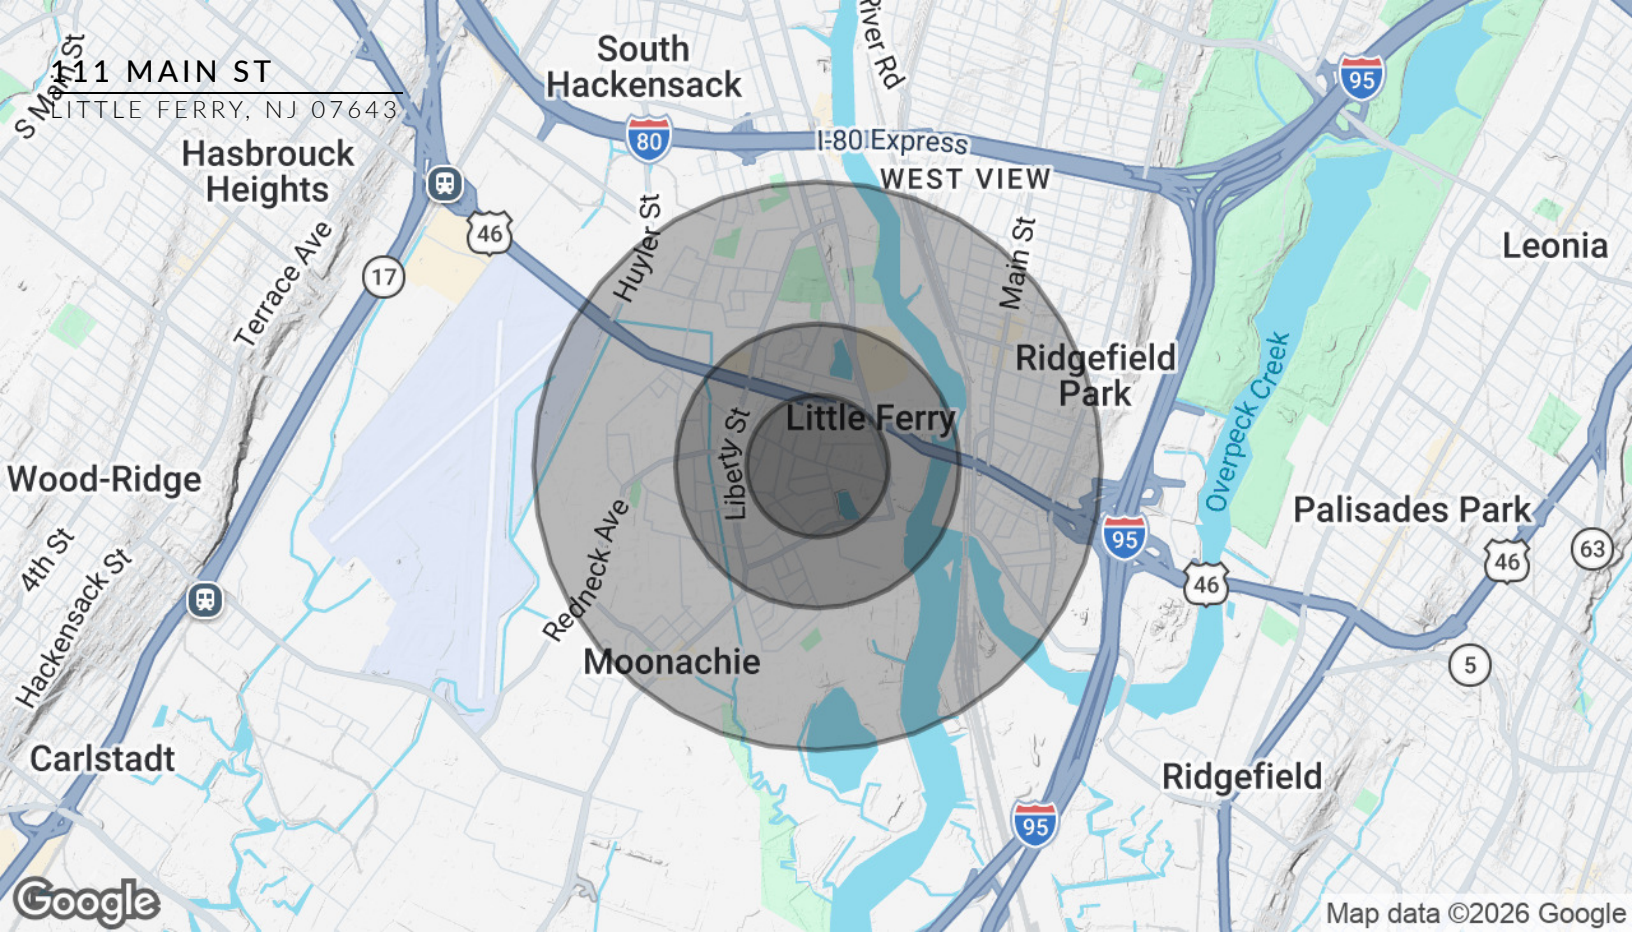 111 MAIN ST
LITTLE FERRY, NJ 07643
S Main St
South
Hackensack
River Rd
95
80
I-80 Express
WEST VIEW
Hasbrouck
Heights
46
17
Terrace Ave
Huyler St
Main St
Leonia
Ridgefield
Park
Little Ferry
Liberty St
Overpeck Creek
Wood-Ridge
Palisades Park
4th St
Hackensack St
Redneck Ave
95
46
46
63
Moonachie
5
Carlstadt
Ridgefield
95
Google
Map data ©2026 Google